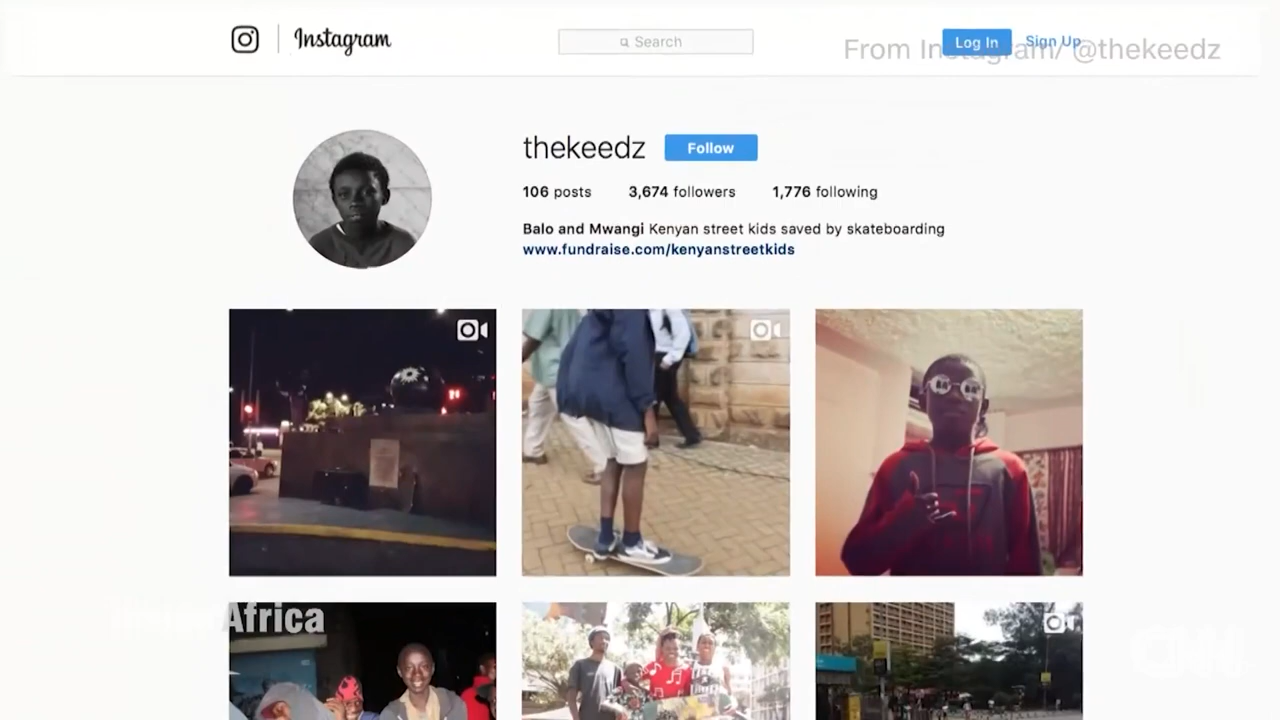 Instagram
Search
Log In
Sign Up
From Instagram/ @thekeedz
thekeedz
Follow
106 posts
3,674 followers
1,776 following
Balo and Mwangi Kenyan street kids saved by skateboarding
www.fundraise.com/kenyanstreetkids
Africa
CNN